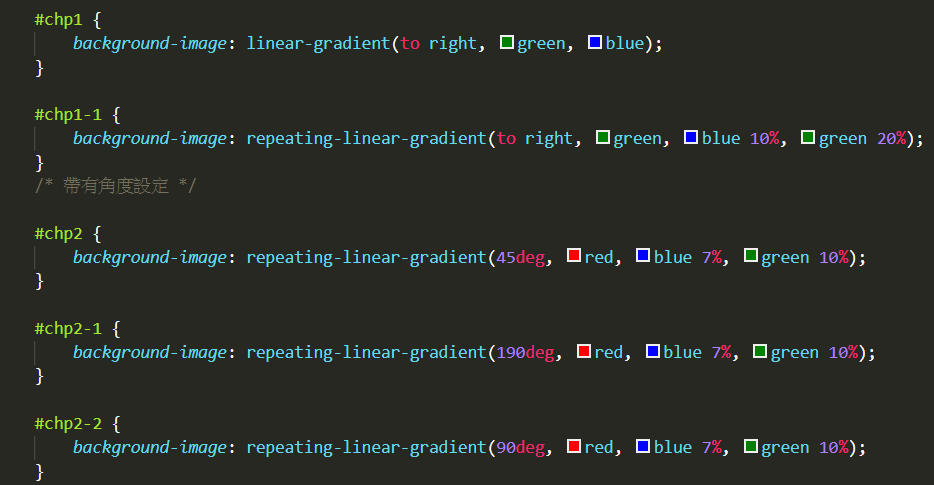 #chp1 {
background-image: linear-gradient(to right, green, blue);
}
#chp1-1 {
background-image: repeating-linear-gradient(to right, green, blue 10%, green 20%);
}
/* 帶有角度設定 */
#chp2 {
background-image: repeating-linear-gradient(45deg, red, blue 7%, green 10%);
}
#chp2-1 {
background-image: repeating-linear-gradient(190deg, red, blue 7%, green 10%);
}
#chp2-2 {
background-image: repeating-linear-gradient(90deg, red, blue 7%, green 10%);
}